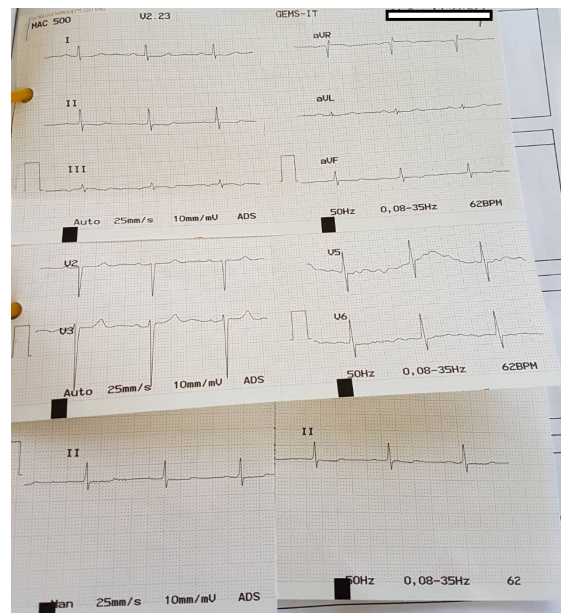 MAC 500 V2.23 GEMS-IT
I aVR
II aVL
III aVF
Auto 25mm/s 10mm/mV ADS 50Hz 0,08-35Hz 62BPM
V2 V5
V3 V6
Auto 25mm/s 10mm/mV ADS 50Hz 0,08-35Hz 62BPM
II II
Man 25mm/s 10mm/mV ADS 50Hz 0,08-35Hz 62